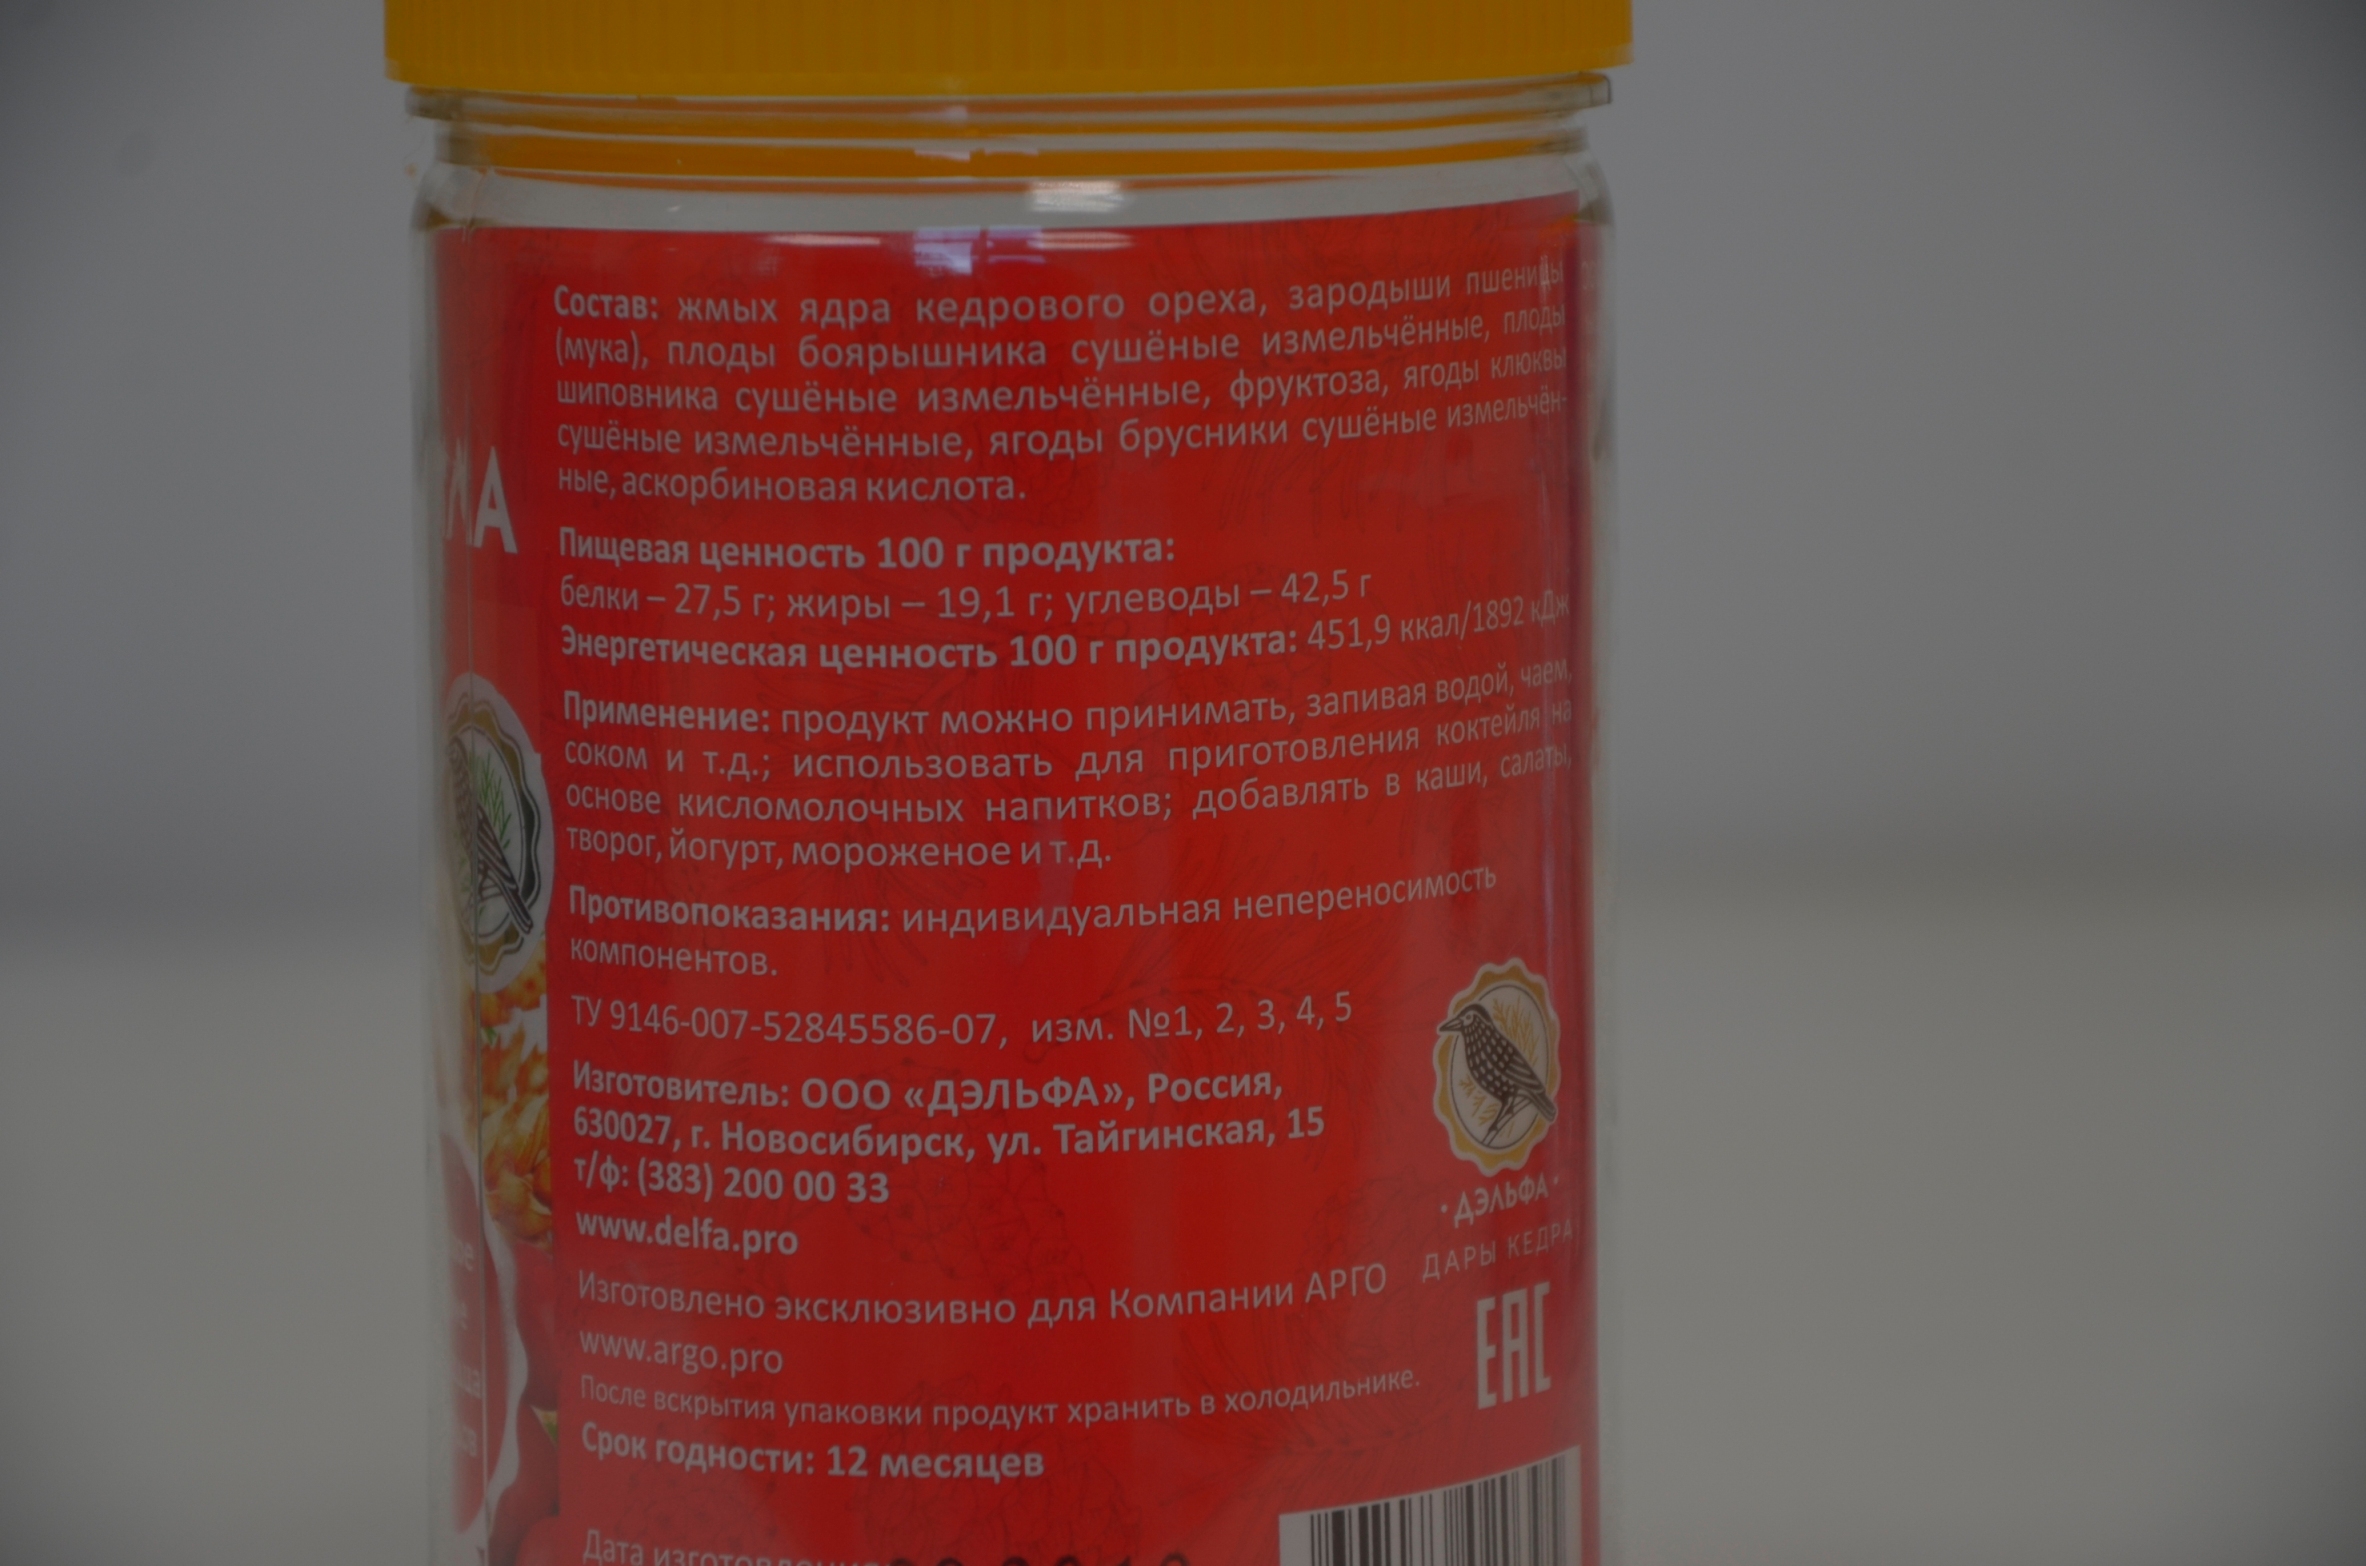 Состав: жмых ядра кедрового ореха, зародыши пшеницы
(мука), плоды боярышника сушёные измельчённые, плоды
шиповника сушёные измельчённые, фруктоза, ягоды клюквы
сушёные измельчённые, ягоды брусники сушёные измельчён-
ные, аскорбиновая кислота.
Пищевая ценность 100 г продукта:
белки – 27,5 г; жиры – 19,1 г; углеводы – 42,5 г
Энергетическая ценность 100 г продукта: 451,9 ккал/1892 кДж
Применение: продукт можно принимать, запивая водой, чаем,
соком и т.д.; использовать для приготовления коктейля на
основе кисломолочных напитков; добавлять в каши, салаты,
творог, йогурт, мороженое и т.д.
Противопоказания: индивидуальная непереносимость
компонентов.
ТУ 9146-007-52845586-07, изм. №1, 2, 3, 4, 5
Изготовитель: ООО «ДЭЛЬФА», Россия,
630027, г. Новосибирск, ул. Тайгинская, 15
т/ф: (383) 200 00 33
www.delfa.pro
· ДЭЛЬФА ·
ДАРЫ КЕДРА
Изготовлено эксклюзивно для Компании АРГО
www.argo.pro
EAC
После вскрытия упаковки продукт хранить в холодильнике.
Срок годности: 12 месяцев
Дата изготовления